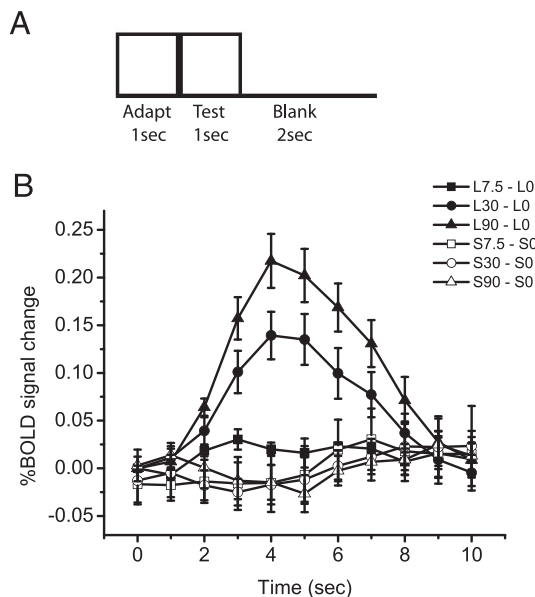 A
Adapt Test Blank
1sec 1sec 2sec
B
L7.5 - L0
L30 - L0
L90 - L0
S7.5 - S0
S30 - S0
S90 - S0
%BOLD signal change
0.25
0.20
0.15
0.10
0.05
0.00
-0.05
0 2 4 6 8 10
Time (sec)